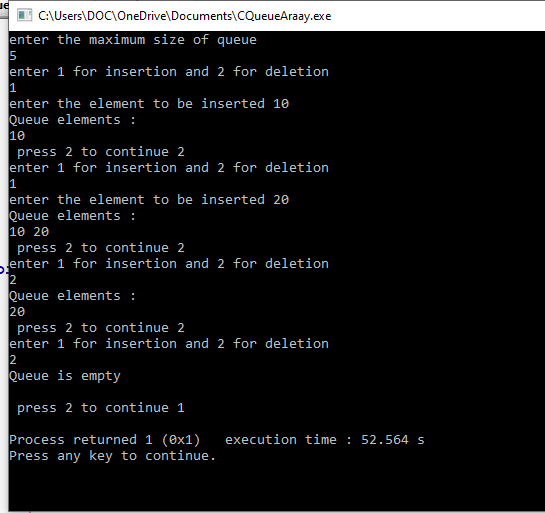 C:\Users\DOC\OneDrive\Documents\CQueueAraay.exe
enter the maximum size of queue
5
enter 1 for insertion and 2 for deletion
1
enter the element to be inserted 10
Queue elements :
10
 press 2 to continue 2
enter 1 for insertion and 2 for deletion
1
enter the element to be inserted 20
Queue elements :
10 20
 press 2 to continue 2
enter 1 for insertion and 2 for deletion
2
Queue elements :
20
 press 2 to continue 2
enter 1 for insertion and 2 for deletion
2
Queue is empty
 press 2 to continue 1
Process returned 1 (0x1)   execution time : 52.564 s
Press any key to continue.